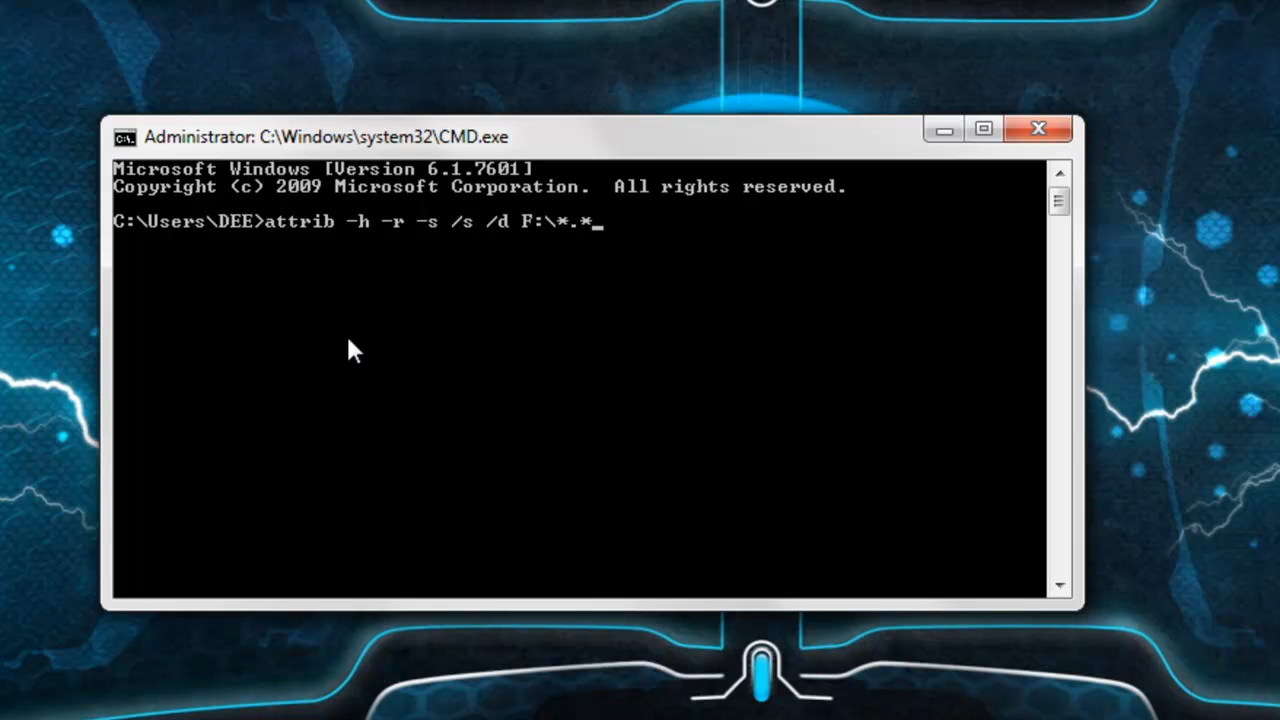 Administrator: C:\Windows\system32\CMD.exe
Microsoft Windows [Version 6.1.7601]
Copyright (c) 2009 Microsoft Corporation.  All rights reserved.
C:\Users\DEE>attrib -h -r -s /s /d F:\*.*_